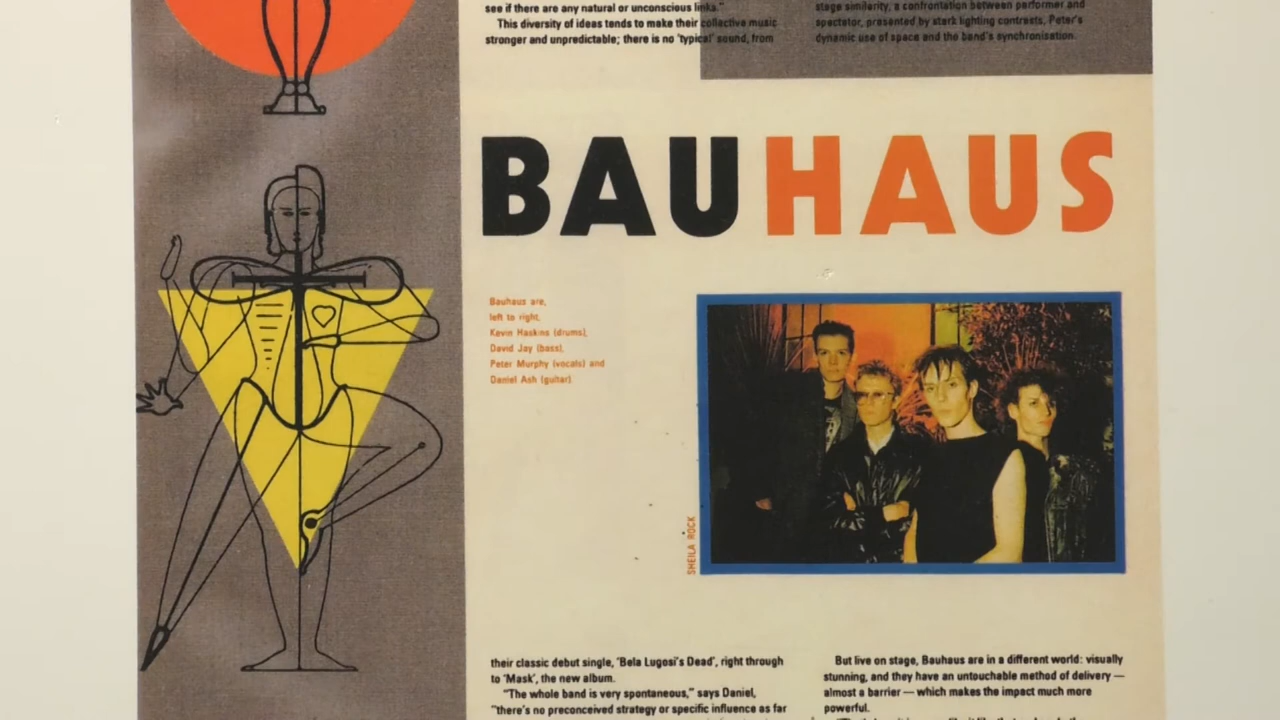 see if there are any natural or unconscious links."
This diversity of ideas tends to make their collective music
stronger and unpredictable; there is no 'typical' sound, from
stage similarity, a confrontation between performer and
spectator, presented by stark lighting contrasts, Peter's
dynamic use of space and the band's synchronisation.
BAUHAUS
Bauhaus are,
left to right,
Kevin Haskins (drums),
David Jay (bass),
Peter Murphy (vocals) and
Daniel Ash (guitar)
SHEILA ROCK
their classic debut single, 'Bela Lugosi's Dead', right through
to 'Mask', the new album.
"The whole band is very spontaneous," says Daniel,
"there's no preconceived strategy or specific influence as far
But live on stage, Bauhaus are in a different world: visually
stunning, and they have an untouchable method of delivery —
almost a barrier — which makes the impact much more
powerful.